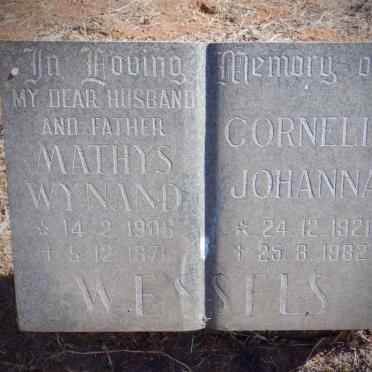 In Loving Memory o
MY DEAR HUSBAND
AND FATHER
MATHYS
WYNAND
☆ 14.2.1906
✝ 5.12.1971
CORNELI
JOHANNA
☆ 24.12.1921
✝ 25.8.1982
WESSELS